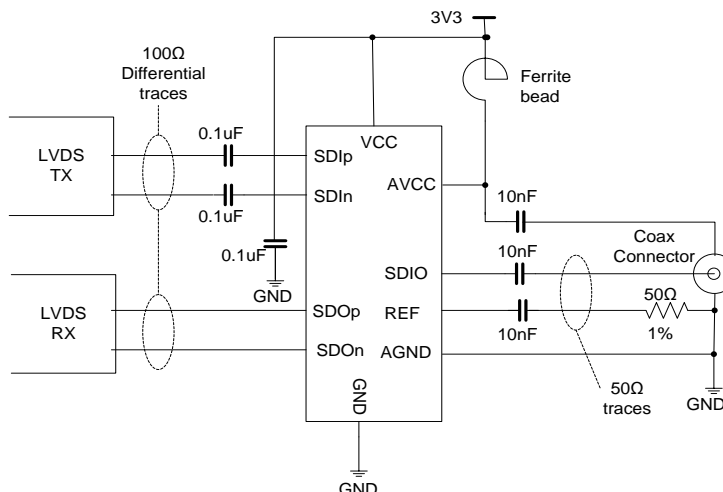 3V3
100Ω
Differential
traces
Ferrite
bead
0.1uF
VCC
LVDS
TX
SDIp
AVCC
SDIn
0.1uF
10nF
Coax
Connector
0.1uF
10nF
SDIO
GND
LVDS
RX
SDOp
REF
50Ω
10nF
1%
SDOn
AGND
GND
50Ω
traces
GND
GND